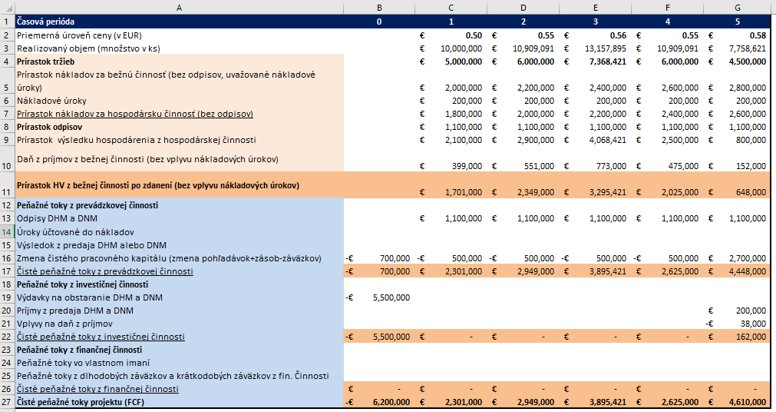 A B C D E F G
1 Časová perióda 0 1 2 3 4 5
2 Priemerná úroveň ceny (v EUR) € 0.50 € 0.55 € 0.56 € 0.55 € 0.58
3 Realizovaný objem (množstvo v ks) € 10,000,000 € 10,909,091 € 13,157,895 € 10,909,091 € 7,758,621
4 Prírastok tržieb € 5,000,000 € 6,000,000 € 7,368,421 € 6,000,000 € 4,500,000
Prírastok nákladov za bežnú činnosť (bez odpisov, uvažované nákladové
5 úroky) € 2,000,000 € 2,200,000 € 2,400,000 € 2,600,000 € 2,800,000
6 Nákladové úroky € 200,000 € 200,000 € 200,000 € 200,000 € 200,000
7 Prírastok nákladov za hospodársku činnosť (bez odpisov) € 1,800,000 € 2,000,000 € 2,200,000 € 2,400,000 € 2,600,000
8 Prírastok odpisov € 1,100,000 € 1,100,000 € 1,100,000 € 1,100,000 € 1,100,000
9 Prírastok výsledku hospodárenia z hospodárskej činnosti € 2,100,000 € 2,900,000 € 4,068,421 € 2,500,000 € 800,000
10 Daň z príjmov z bežnej činnosti (bez vplyvu nákladových úrokov) € 399,000 € 551,000 € 773,000 € 475,000 € 152,000
11 Prírastok HV z bežnej činnosti po zdanení (bez vplyvu nákladových úrokov) € 1,701,000 € 2,349,000 € 3,295,421 € 2,025,000 € 648,000
12 Peňažné toky z prevádzkovej činnosti
13 Odpisy DHM a DNM € 1,100,000 € 1,100,000 € 1,100,000 € 1,100,000 € 1,100,000
14 Úroky účtované do nákladov
15 Výsledok z predaja DHM alebo DNM
16 Zmena čistého pracovného kapitálu (zmena pohľadávok+zásob-záväzkov) -€ 700,000 -€ 500,000 -€ 500,000 -€ 500,000 -€ 500,000 € 2,700,000
17 Čisté peňažné toky z prevádzkovej činnosti -€ 700,000 € 2,301,000 € 2,949,000 € 3,895,421 € 2,625,000 € 4,448,000
18 Peňažné toky z investičnej činnosti
19 Výdavky na obstaranie DHM a DNM -€ 5,500,000
20 Príjmy z predaja DHM a DNM € 200,000
21 Vplyvy na daň z príjmov -€ 38,000
22 Čisté peňažné toky z investičnej činnosti -€ 5,500,000 € - € - € - € - € 162,000
23 Peňažné toky z finančnej činnosti
24 Peňažné toky vo vlastnom imaní
25 Peňažné toky z dlhodobých záväzkov a krátkodobých záväzkov z fin. Činnosti
26 Čisté peňažné toky z finančnej činnosti € - € - € - € - € - € -
27 Čisté peňažné toky projektu (FCF) -€ 6,200,000 € 2,301,000 € 2,949,000 € 3,895,421 € 2,625,000 € 4,610,000